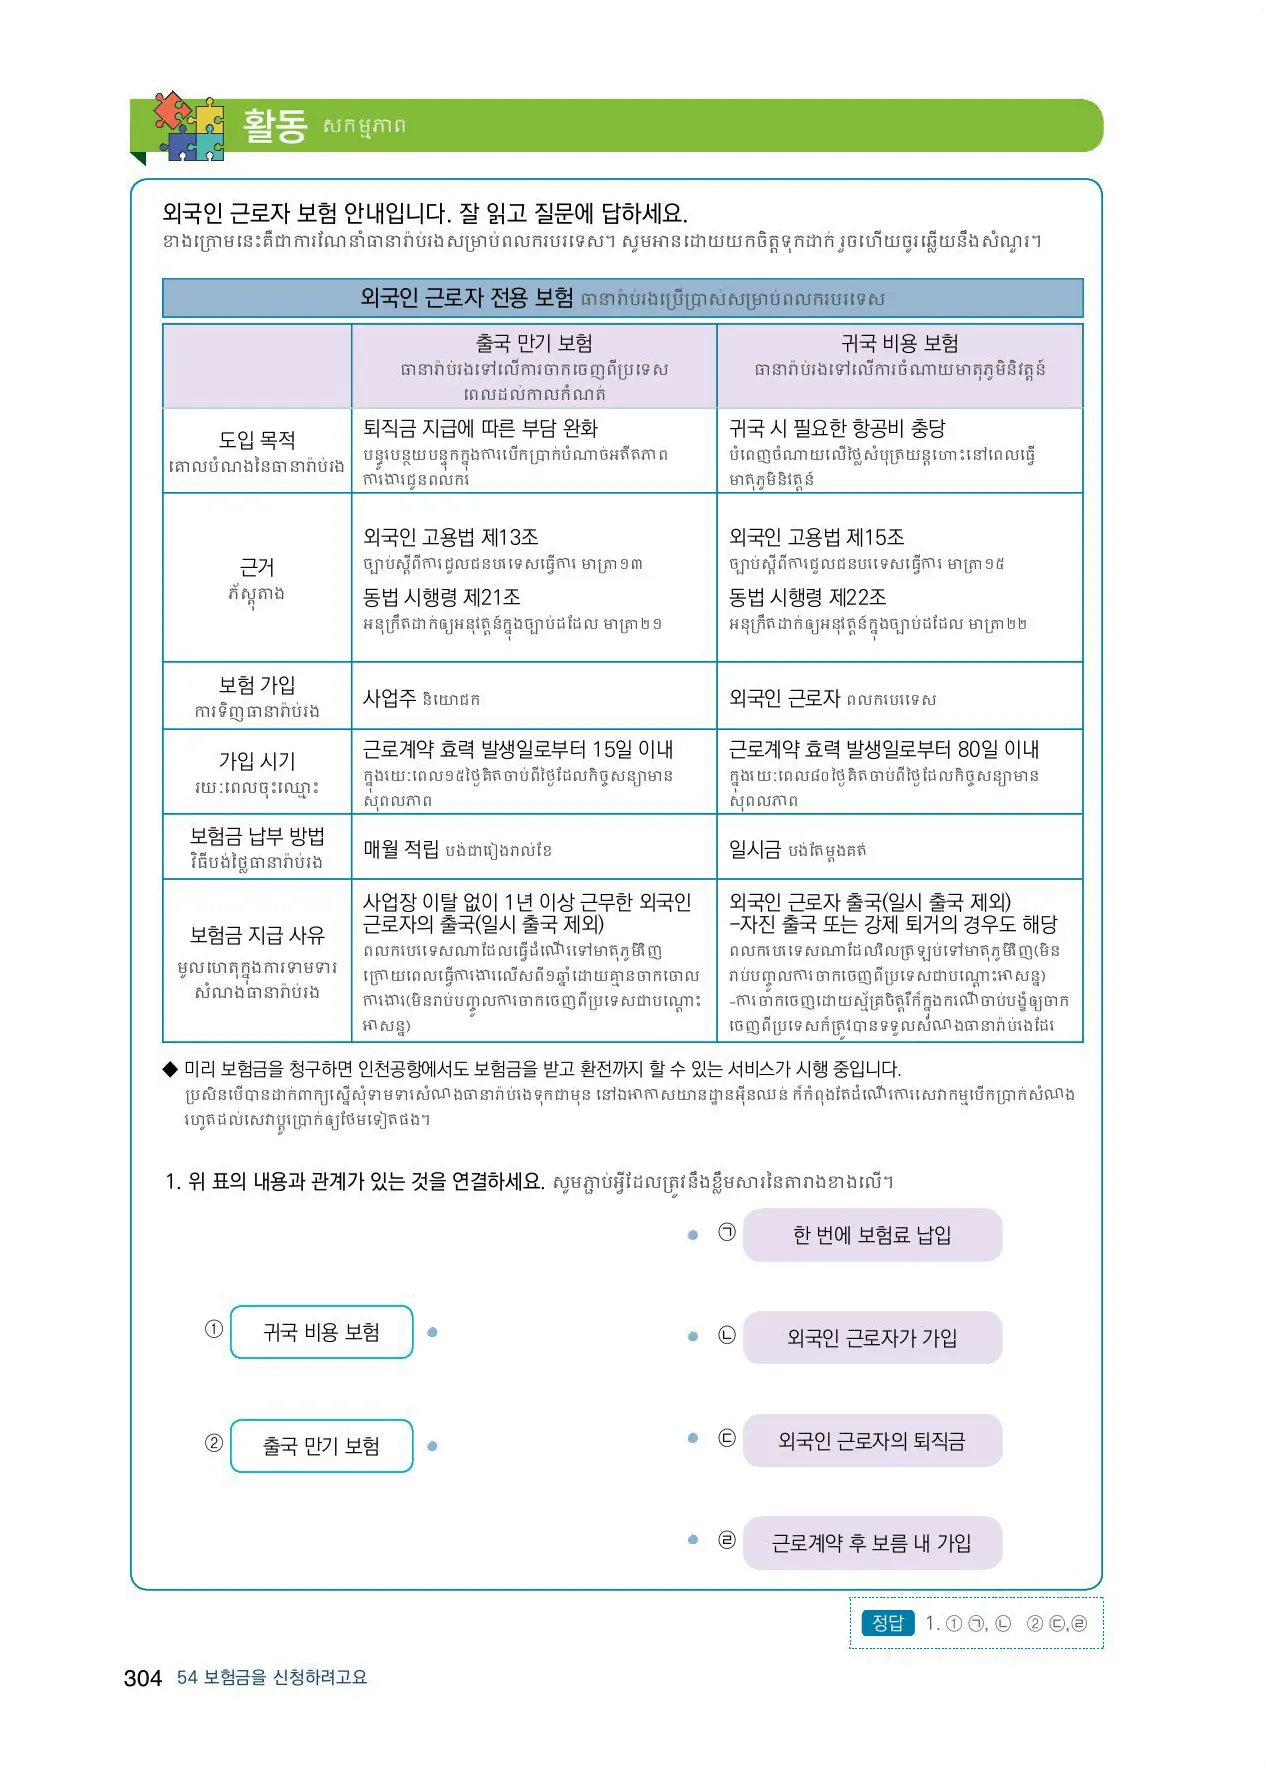 활동 សកម្មភាព
외국인 근로자 보험 안내입니다. 잘 읽고 질문에 답하세요.
ខាងក្រោមនេះគឺជាការណែនាំធានារ៉ាប់រងសម្រាប់ពលករបរទេស។ សូមអានដោយយកចិត្តទុកដាក់ រួចហើយចូរឆ្លើយនឹងសំណួរ។
외국인 근로자 전용 보험 ធានារ៉ាប់រងប្រើប្រាស់សម្រាប់ពលករបរទេស
출국 만기 보험
ធានារ៉ាប់រងទៅលើការចាកចេញពីប្រទេស
ពេលដល់កាលកំណត់
귀국 비용 보험
ធានារ៉ាប់រងទៅលើការចំណាយមាតុភូមិនិវត្តន៍
도입 목적
គោលបំណងនៃធានារ៉ាប់រង
퇴직금 지급에 따른 부담 완화
បន្ធូរបន្ថយបន្ទុកក្នុងការបើកប្រាក់បំណាច់អតីតភាព
ការងារជូនពលករ
귀국 시 필요한 항공비 충당
បំពេញចំណាយលើថ្លៃសំបុត្រយន្តហោះនៅពេលធ្វើ
មាតុភូមិនិវត្តន៍
근거
ភ័ស្តុតាង
외국인 고용법 제13조
ច្បាប់ស្តីពីការជួលជនបរទេសធ្វើការ មាត្រា១៣
동법 시행령 제21조
អនុក្រឹតដាក់ឲ្យអនុវត្តន៍ក្នុងច្បាប់ដដែល មាត្រា២១
외국인 고용법 제15조
ច្បាប់ស្តីពីការជួលជនបរទេសធ្វើការ មាត្រា១៥
동법 시행령 제22조
អនុក្រឹតដាក់ឲ្យអនុវត្តន៍ក្នុងច្បាប់ដដែល មាត្រា២២
보험 가입
ការទិញធានារ៉ាប់រង
사업주 និយោជក
외국인 근로자 ពលករបរទេស
가입 시기
រយៈពេលចុះឈ្មោះ
근로계약 효력 발생일로부터 15일 이내
ក្នុងរយៈពេល១៥ថ្ងៃគិតចាប់ពីថ្ងៃដែលកិច្ចសន្យាមាន
សុពលភាព
근로계약 효력 발생일로부터 80일 이내
ក្នុងរយៈពេល៨០ថ្ងៃគិតចាប់ពីថ្ងៃដែលកិច្ចសន្យាមាន
សុពលភាព
보험금 납부 방법
វិធីបង់ថ្លៃធានារ៉ាប់រង
매월 적립 បង់ជារៀងរាល់ខែ
일시금 បង់តែម្តងគត់
보험금 지급 사유
មូលហេតុក្នុងការទាមទារ
សំណងធានារ៉ាប់រង
사업장 이탈 없이 1년 이상 근무한 외국인
근로자의 출국(일시 출국 제외)
ពលករបរទេសណាដែលធ្វើដំណើរទៅមាតុភូមិវិញ
ក្រោយពេលធ្វើការងារលើសពី១ឆ្នាំដោយគ្មានចាកចោល
ការងារ(មិនរាប់បញ្ចូលការចាកចេញពីប្រទេសជាបណ្តោះ
អាសន្ន)
외국인 근로자 출국(일시 출국 제외)
-자진 출국 또는 강제 퇴거의 경우도 해당
ពលករបរទេសណាដែលវិលត្រឡប់ទៅមាតុភូមិវិញ(មិន
រាប់បញ្ចូលការចាកចេញពីប្រទេសជាបណ្តោះអាសន្ន)
-ការចាកចេញដោយស្ម័គ្រចិត្តរឺក៏ក្នុងករណីចាប់បង្ខំឲ្យចាក
ចេញពីប្រទេសក៏ត្រូវបានទទួលសំណងធានារ៉ាប់រងដែរ
◆ 미리 보험금을 청구하면 인천공항에서도 보험금을 받고 환전까지 할 수 있는 서비스가 시행 중입니다.
ប្រសិនបើបានដាក់ពាក្យស្នើសុំទាមទារសំណងធានារ៉ាប់រងទុកជាមុន នៅឯអាកាសយានដ្ឋានអ៊ីនឈន់ ក៏កំពុងតែដំណើរការសេវាកម្មបើកប្រាក់សំណង
រហូតដល់សេវាប្តូរប្រាក់ឲ្យថែមទៀតផង។
1. 위 표의 내용과 관계가 있는 것을 연결하세요. សូមភ្ជាប់អ្វីដែលត្រូវនឹងខ្លឹមសារនៃតារាងខាងលើ។
㉠ 한 번에 보험료 납입
① 귀국 비용 보험
㉡ 외국인 근로자가 가입
② 출국 만기 보험
㉢ 외국인 근로자의 퇴직금
㉣ 근로계약 후 보름 내 가입
정답 1. ① ㉠, ㉡ ② ㉢,㉣
304 54 보험금을 신청하려고요